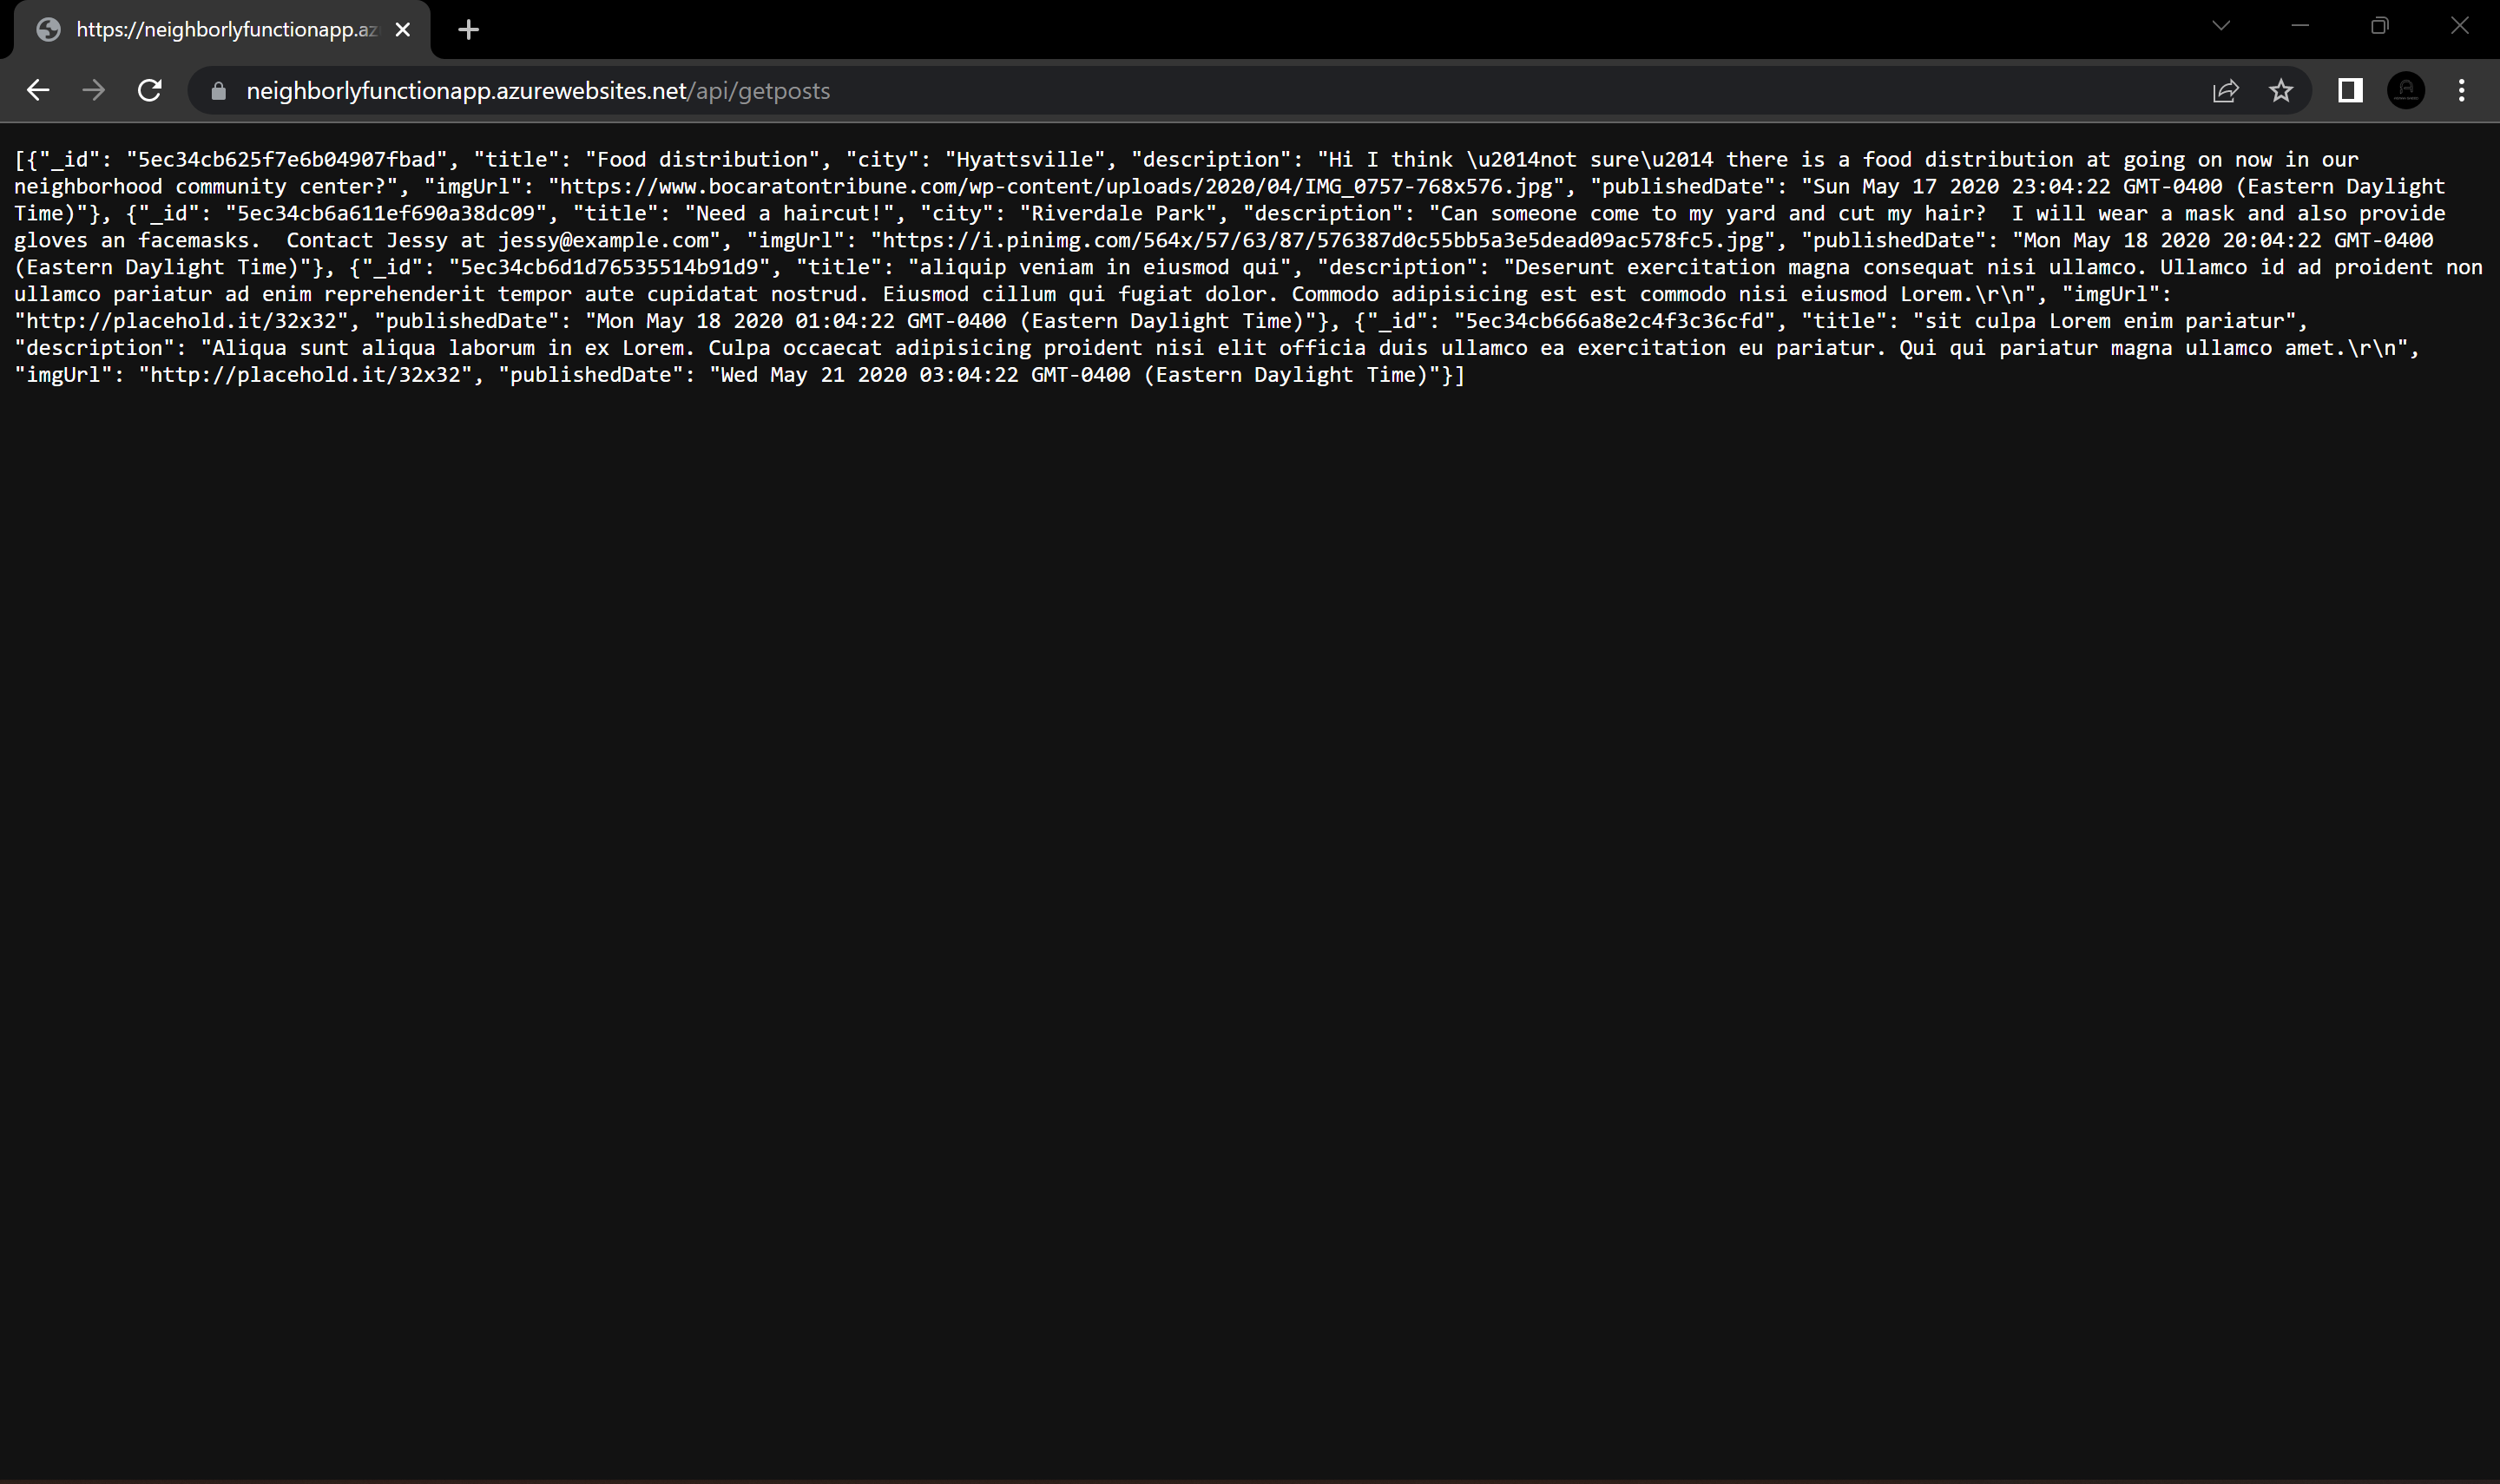 https://neighborlyfunctionapp.az
neighborlyfunctionapp.azurewebsites.net/api/getposts
[{"_id": "5ec34cb625f7e6b04907fbad", "title": "Food distribution", "city": "Hyattsville", "description": "Hi I think \u2014not sure\u2014 there is a food distribution at going on now in our
neighborhood community center?", "imgUrl": "https://www.bocaratontribune.com/wp-content/uploads/2020/04/IMG_0757-768x576.jpg", "publishedDate": "Sun May 17 2020 23:04:22 GMT-0400 (Eastern Daylight
Time)"}, {"_id": "5ec34cb6a611ef690a38dc09", "title": "Need a haircut!", "city": "Riverdale Park", "description": "Can someone come to my yard and cut my hair?  I will wear a mask and also provide
gloves an facemasks.  Contact Jessy at jessy@example.com", "imgUrl": "https://i.pinimg.com/564x/57/63/87/576387d0c55bb5a3e5dead09ac578fc5.jpg", "publishedDate": "Mon May 18 2020 20:04:22 GMT-0400
(Eastern Daylight Time)"}, {"_id": "5ec34cb6d1d76535514b91d9", "title": "aliquip veniam in eiusmod qui", "description": "Deserunt exercitation magna consequat nisi ullamco. Ullamco id ad proident non
ullamco pariatur ad enim reprehenderit tempor aute cupidatat nostrud. Eiusmod cillum qui fugiat dolor. Commodo adipisicing est est commodo nisi eiusmod Lorem.\r\n", "imgUrl":
"http://placehold.it/32x32", "publishedDate": "Mon May 18 2020 01:04:22 GMT-0400 (Eastern Daylight Time)"}, {"_id": "5ec34cb666a8e2c4f3c36cfd", "title": "sit culpa Lorem enim pariatur",
"description": "Aliqua sunt aliqua laborum in ex Lorem. Culpa occaecat adipisicing proident nisi elit officia duis ullamco ea exercitation eu pariatur. Qui qui pariatur magna ullamco amet.\r\n",
"imgUrl": "http://placehold.it/32x32", "publishedDate": "Wed May 21 2020 03:04:22 GMT-0400 (Eastern Daylight Time)"}]